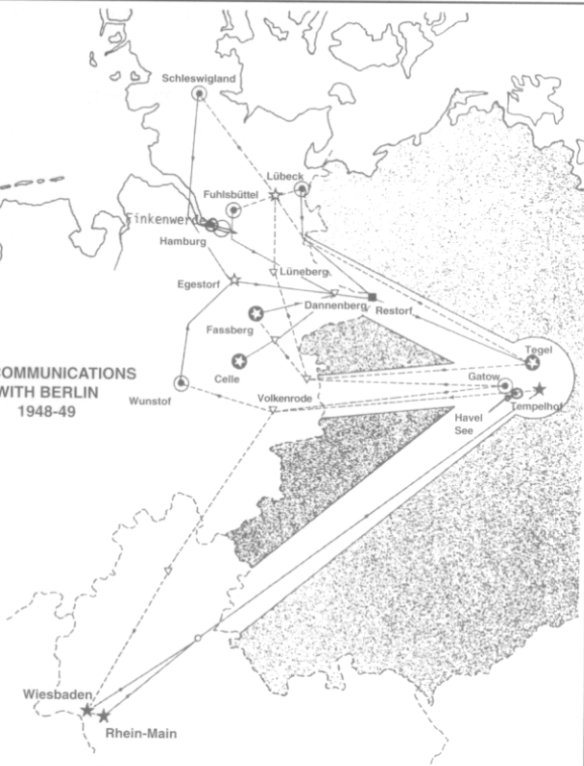 Schleswigland
Lübeck
Fuhlsbüttel
Finkenwerde
Hamburg
Lüneberg
Egestorf
Dannenberg
Restorf
Fassberg
Tegel
Celle
Gatow
OMMUNICATIONS
WITH BERLIN
1948-49
Wunstof
Volkenrode
Havel
See
Tempelhof
Wiesbaden
Rhein-Main